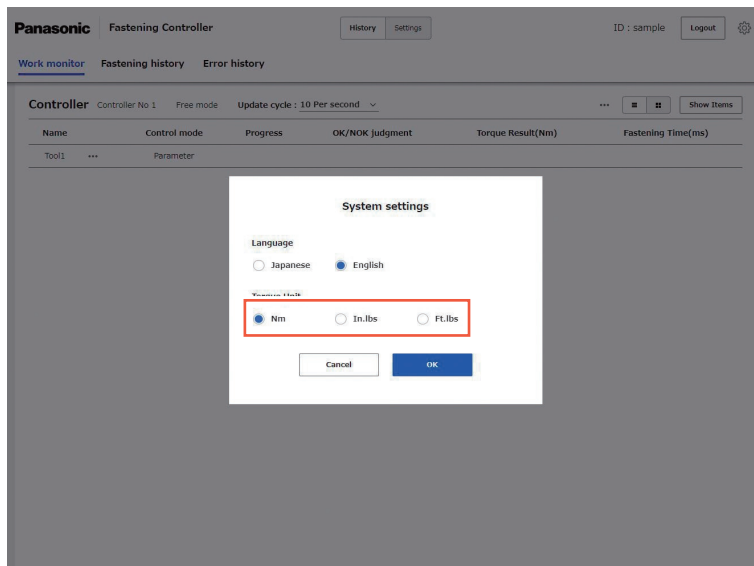 Panasonic Fastening Controller History Settings ID : sample Logout
Work monitor Fastening history Error history
Controller Controller No 1 Free mode Update cycle : 10 Per second ••• Show Items
Name Control mode Progress OK/NOK judgment Torque Result(Nm) Fastening Time(ms)
Tool1 ••• Parameter
System settings
Language
Japanese English
Torque Unit
Nm In.lbs Ft.lbs
Cancel OK